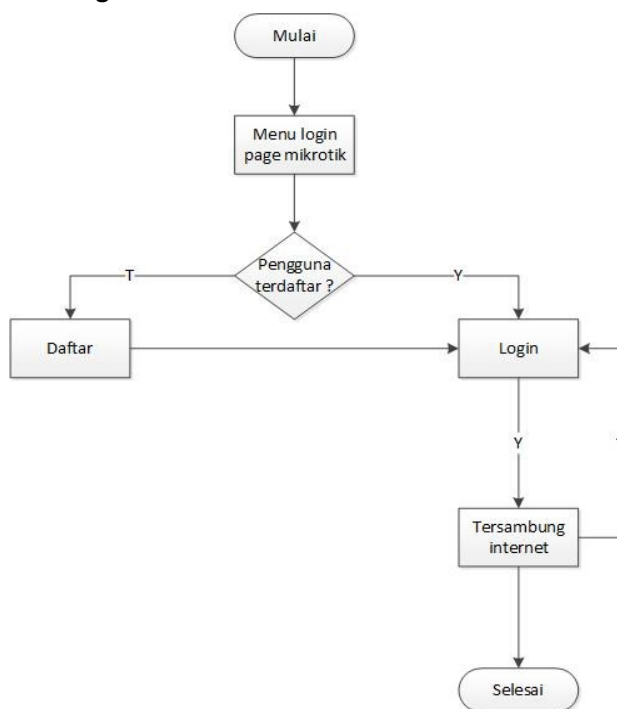 Mulai
Menu login
page mikrotik
Pengguna
terdaftar ?
T
Y
Daftar
Login
Y
Tersambung
internet
Selesai